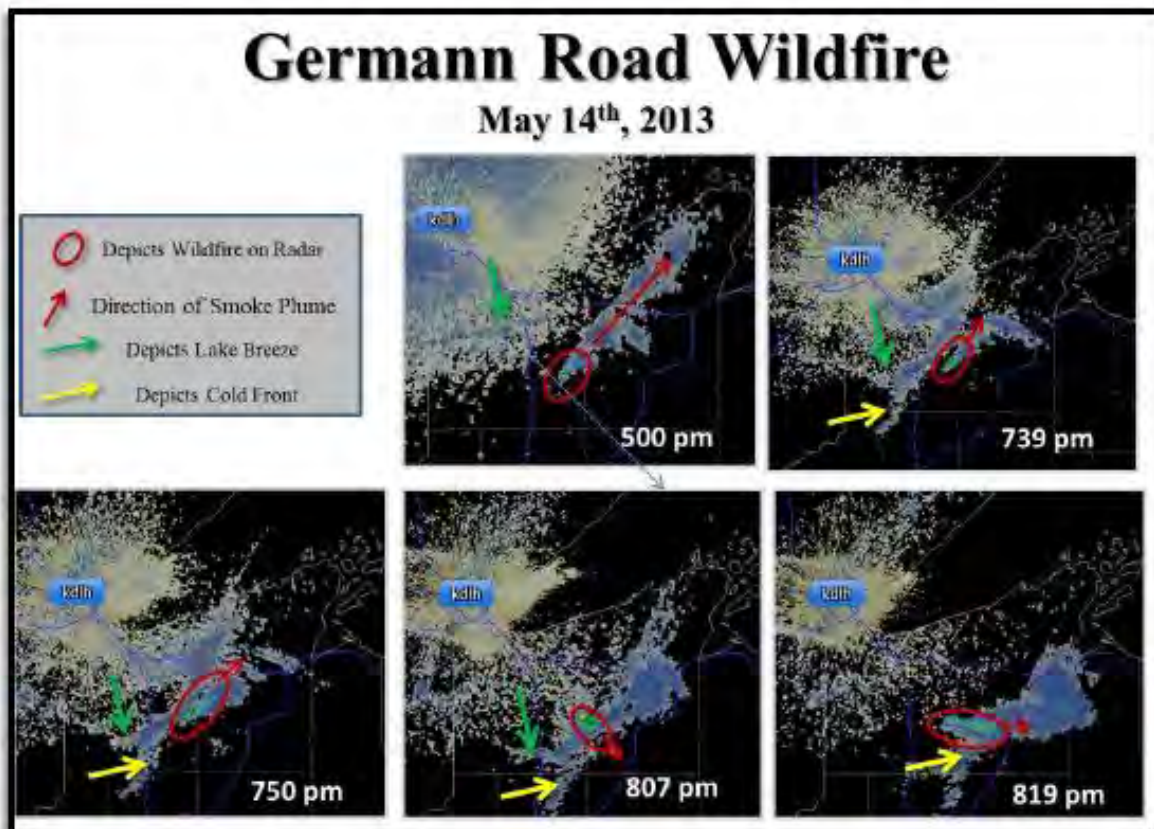 Germann Road Wildfire
May 14th, 2013
Depicts Wildfire on Radar
Direction of Smoke Plume
Depicts Lake Breeze
Depicts Cold Front
kdlh
500 pm
kdlh
739 pm
kdlh
750 pm
kdlh
807 pm
kdlh
819 pm